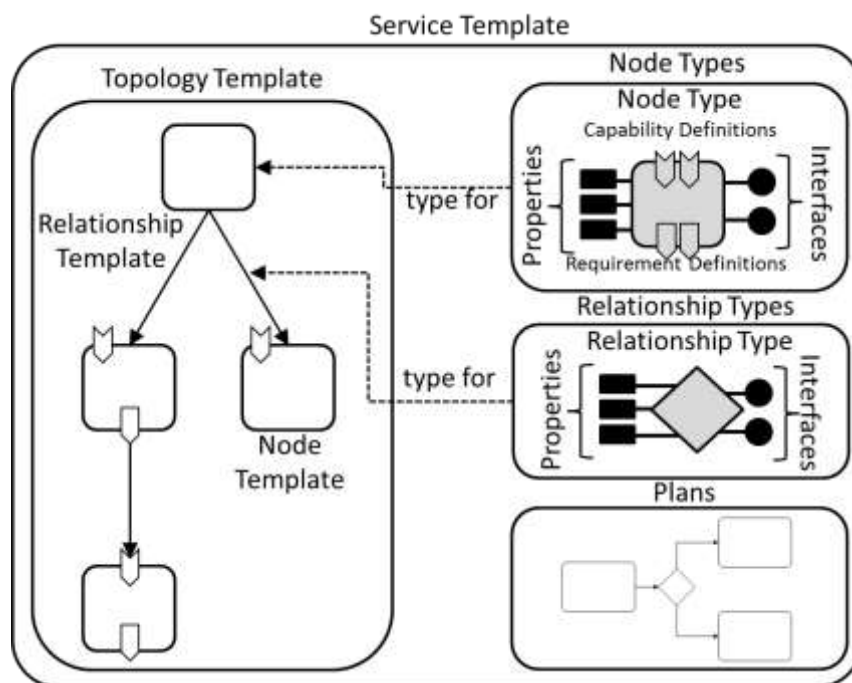 Service Template
Topology Template
Relationship
Template
Node
Template
type for
type for
Node Types
Node Type
Capability Definitions
Properties
Interfaces
Requirement Definitions
Relationship Types
Relationship Type
Properties
Interfaces
Plans